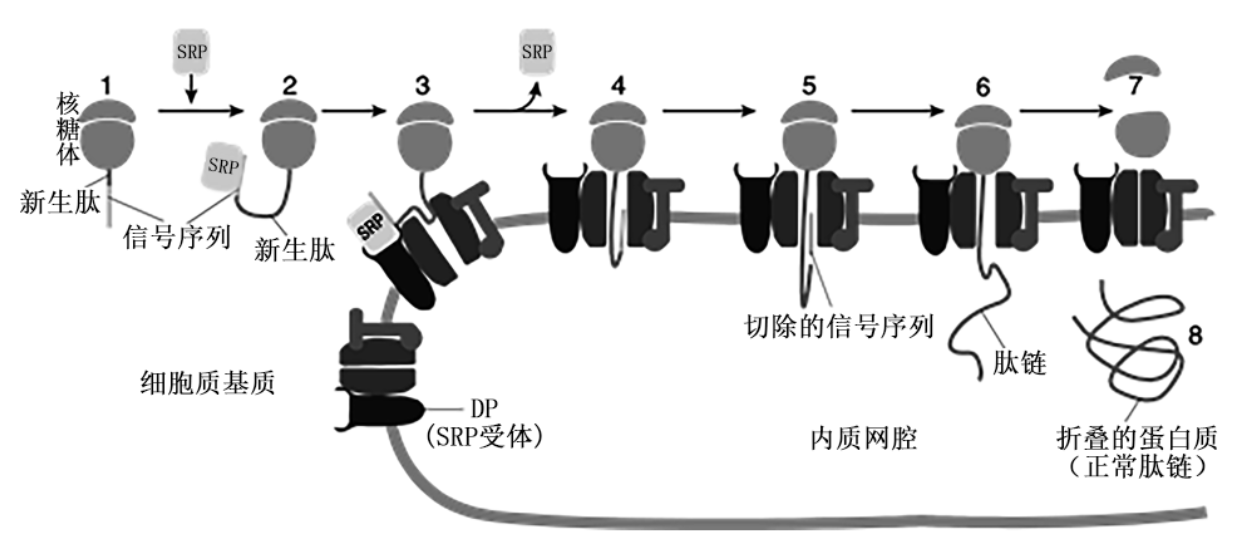 SRP
SRP
1
2
3
4
5
6
7
核糖体
SRP
新生肽
信号序列
新生肽
SRP
切除的信号序列
肽链
8
细胞质基质
DP
(SRP受体)
内质网腔
折叠的蛋白质
(正常肽链)